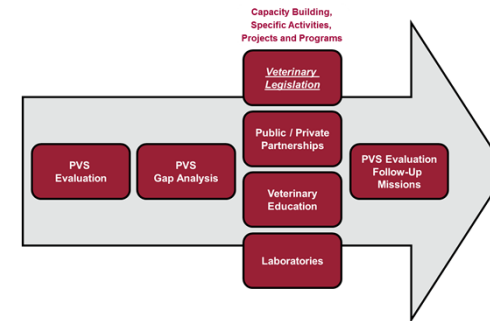 Capacity Building,
Specific Activities,
Projects and Programs
Veterinary
Legislation
Public / Private
Partnerships
PVS
Evaluation
PVS
Gap Analysis
Veterinary
Education
PVS Evaluation
Follow-Up
Missions
Laboratories